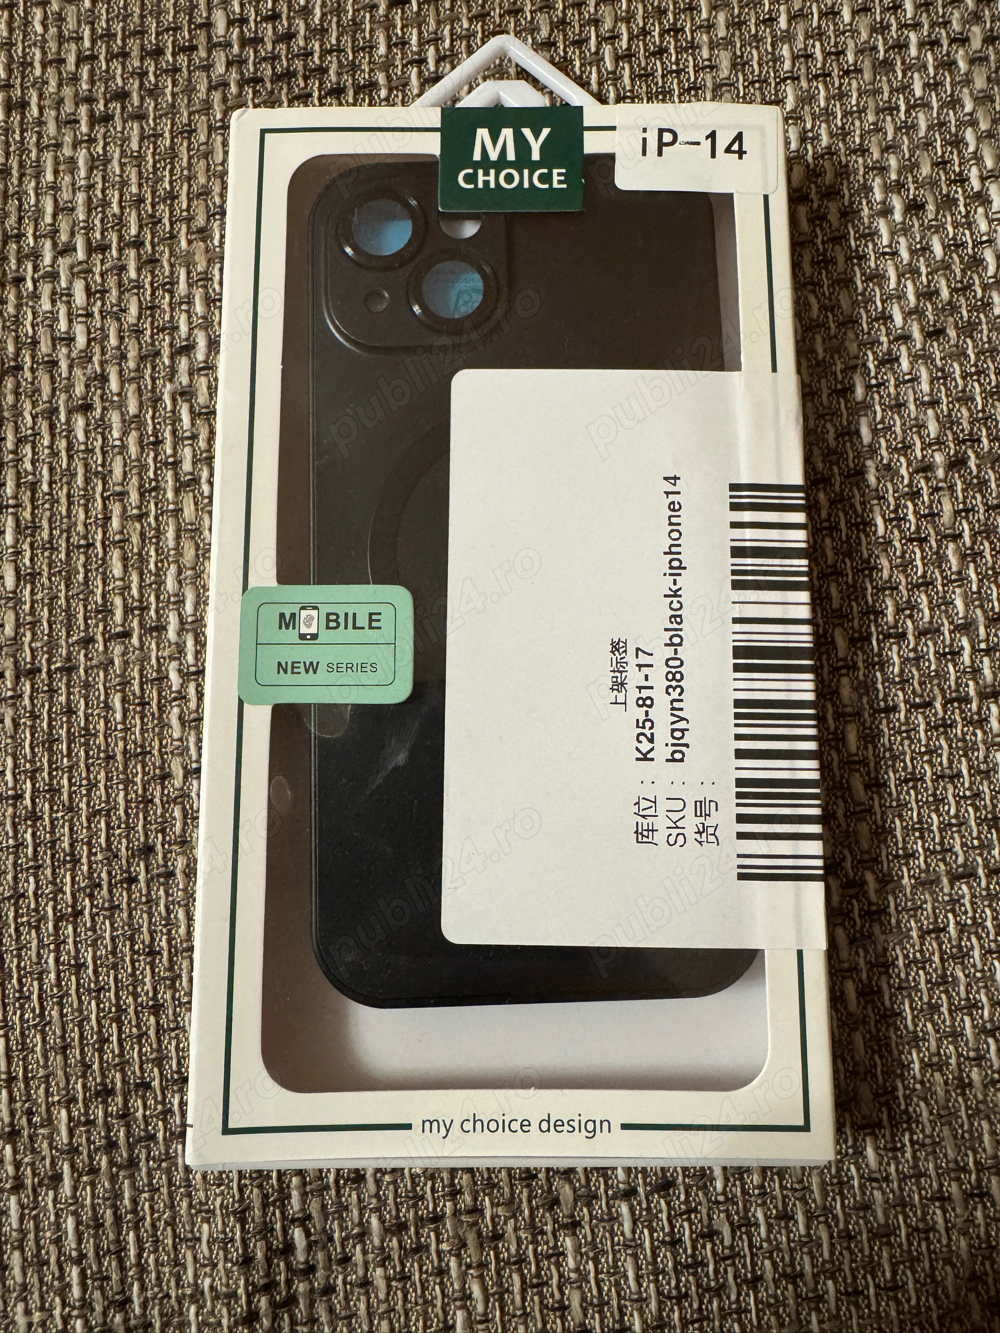 MY
CHOICE
iP-14
MOBILE
NEW SERIES
上架标签
库位： K25-81-17
SKU： bjqyn380-black-iphone14
货号：
my choice design
publi24.ro